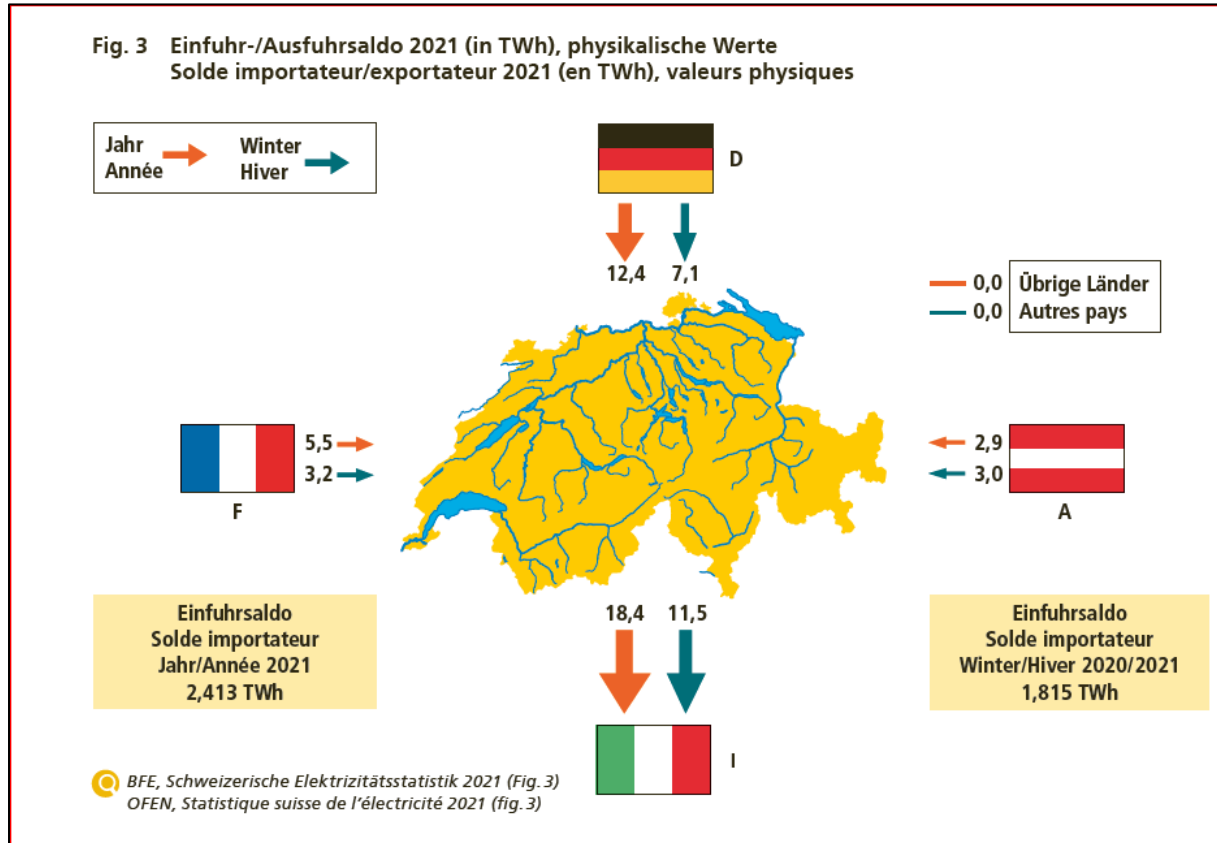 Fig. 3 Einfuhr-/Ausfuhrsaldo 2021 (in TWh), physikalische Werte
Solde importateur/exportateur 2021 (en TWh), valeurs physiques
Jahr
Année
Winter
Hiver
D
12,4 7,1
0,0
0,0
Übrige Länder
Autres pays
5,5
3,2
F
2,9
3,0
A
18,4 11,5
Einfuhrsaldo
Solde importateur
Jahr/Année 2021
2,413 TWh
Einfuhrsaldo
Solde importateur
Winter/Hiver 2020/2021
1,815 TWh
I
BFE, Schweizerische Elektrizitätsstatistik 2021 (Fig. 3)
OFEN, Statistique suisse de l'électricité 2021 (fig. 3)